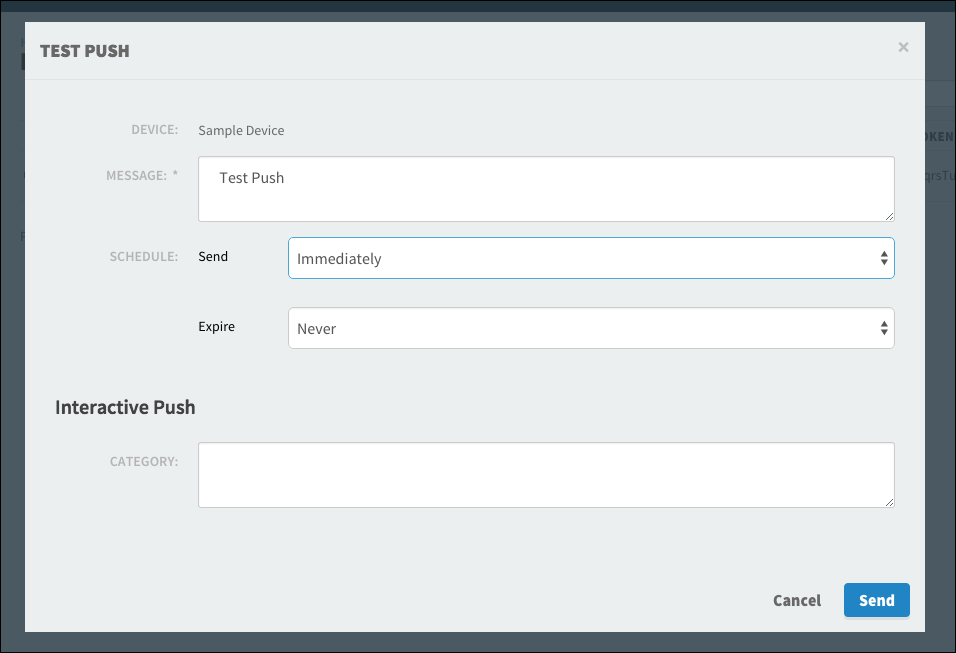 TEST PUSH ×
DEVICE: Sample Device
MESSAGE: * Test Push
SCHEDULE: Send Immediately
Expire Never
Interactive Push
CATEGORY:
Cancel Send